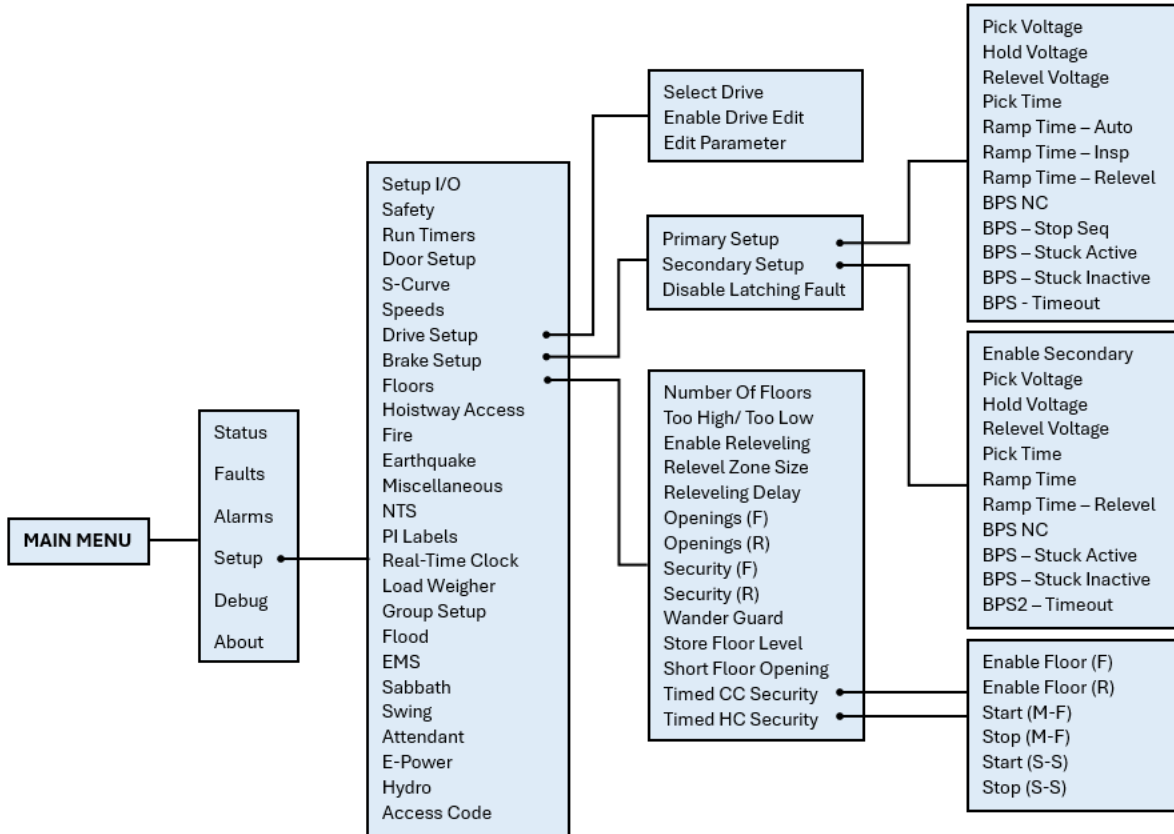 MAIN MENU
Status
Faults
Alarms
Setup
Debug
About
Setup I/O
Safety
Run Timers
Door Setup
S-Curve
Speeds
Drive Setup
Brake Setup
Floors
Hoistway Access
Fire
Earthquake
Miscellaneous
NTS
PI Labels
Real-Time Clock
Load Weigher
Group Setup
Flood
EMS
Sabbath
Swing
Attendant
E-Power
Hydro
Access Code
Select Drive
Enable Drive Edit
Edit Parameter
Primary Setup
Secondary Setup
Disable Latching Fault
Number Of Floors
Too High/ Too Low
Enable Releveling
Relevel Zone Size
Releveling Delay
Openings (F)
Openings (R)
Security (F)
Security (R)
Wander Guard
Store Floor Level
Short Floor Opening
Timed CC Security
Timed HC Security
Pick Voltage
Hold Voltage
Relevel Voltage
Pick Time
Ramp Time – Auto
Ramp Time – Insp
Ramp Time – Relevel
BPS NC
BPS – Stop Seq
BPS – Stuck Active
BPS – Stuck Inactive
BPS - Timeout
Enable Secondary
Pick Voltage
Hold Voltage
Relevel Voltage
Pick Time
Ramp Time
Ramp Time – Relevel
BPS NC
BPS – Stuck Active
BPS – Stuck Inactive
BPS2 – Timeout
Enable Floor (F)
Enable Floor (R)
Start (M-F)
Stop (M-F)
Start (S-S)
Stop (S-S)